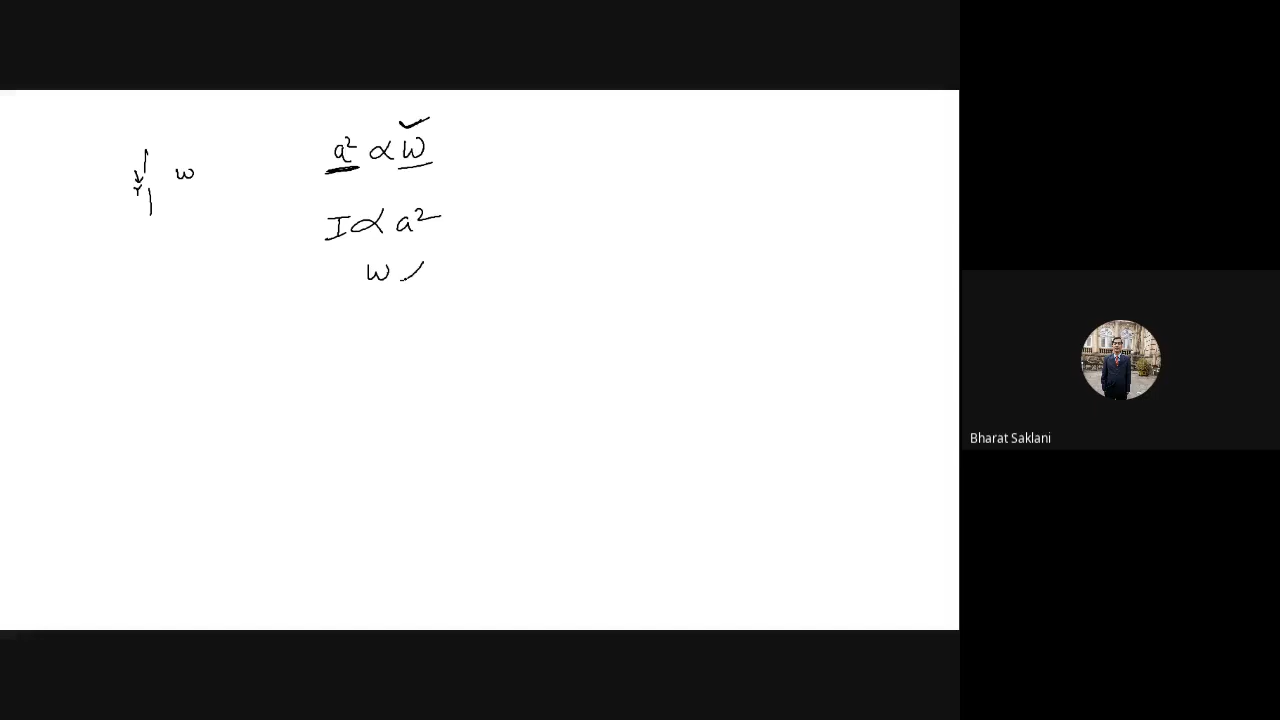 a² ∝ W
w
I ∝ a²
w
Bharat Saklani